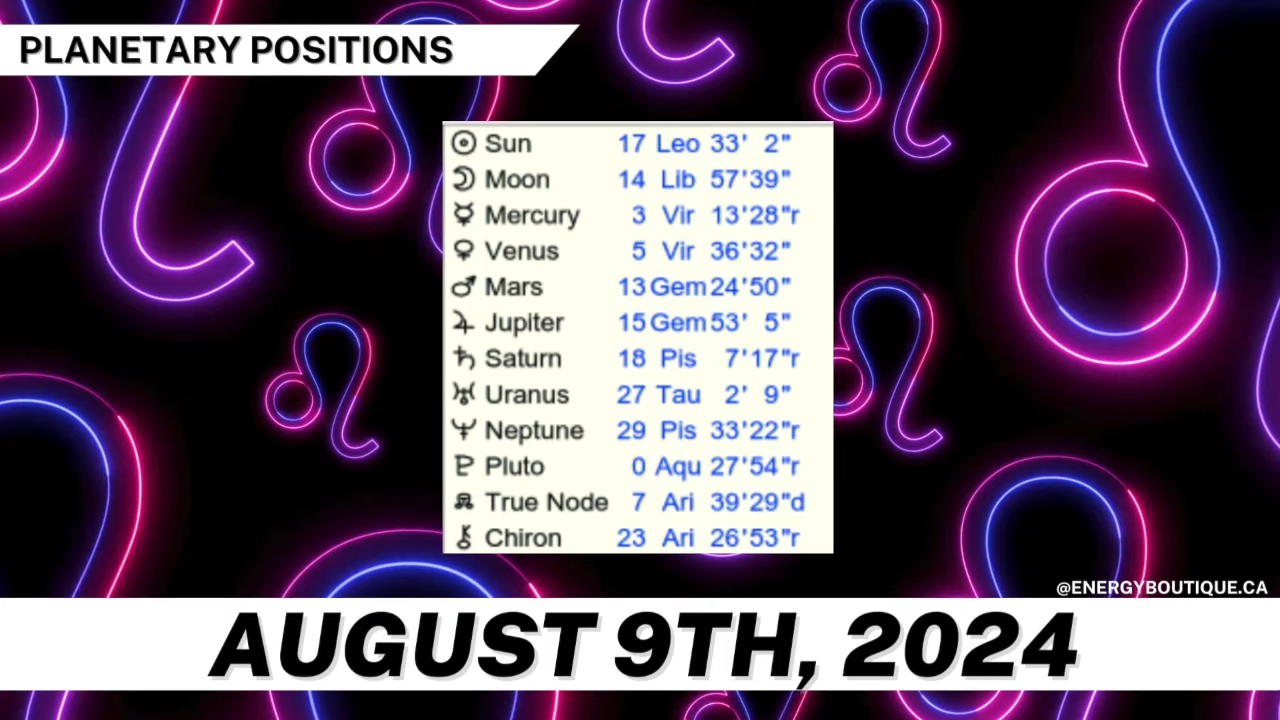 PLANETARY POSITIONS
☉ Sun 17 Leo 33' 2"
☽ Moon 14 Lib 57'39"
☿ Mercury 3 Vir 13'28"r
♀ Venus 5 Vir 36'32"
♂ Mars 13 Gem 24'50"
♃ Jupiter 15 Gem 53' 5"
♄ Saturn 18 Pis 7'17"r
♅ Uranus 27 Tau 2' 9"
♆ Neptune 29 Pis 33'22"r
♇ Pluto 0 Aqu 27'54"r
☊ True Node 7 Ari 39'29"d
⚷ Chiron 23 Ari 26'53"r
@ENERGYBOUTIQUE.CA
AUGUST 9TH, 2024